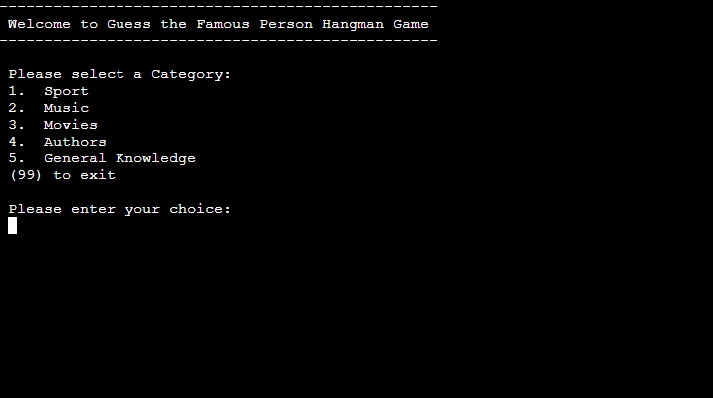 -------------------------------------------------
Welcome to Guess the Famous Person Hangman Game
-------------------------------------------------
Please select a Category:
1.  Sport
2.  Music
3.  Movies
4.  Authors
5.  General Knowledge
(99) to exit
Please enter your choice: